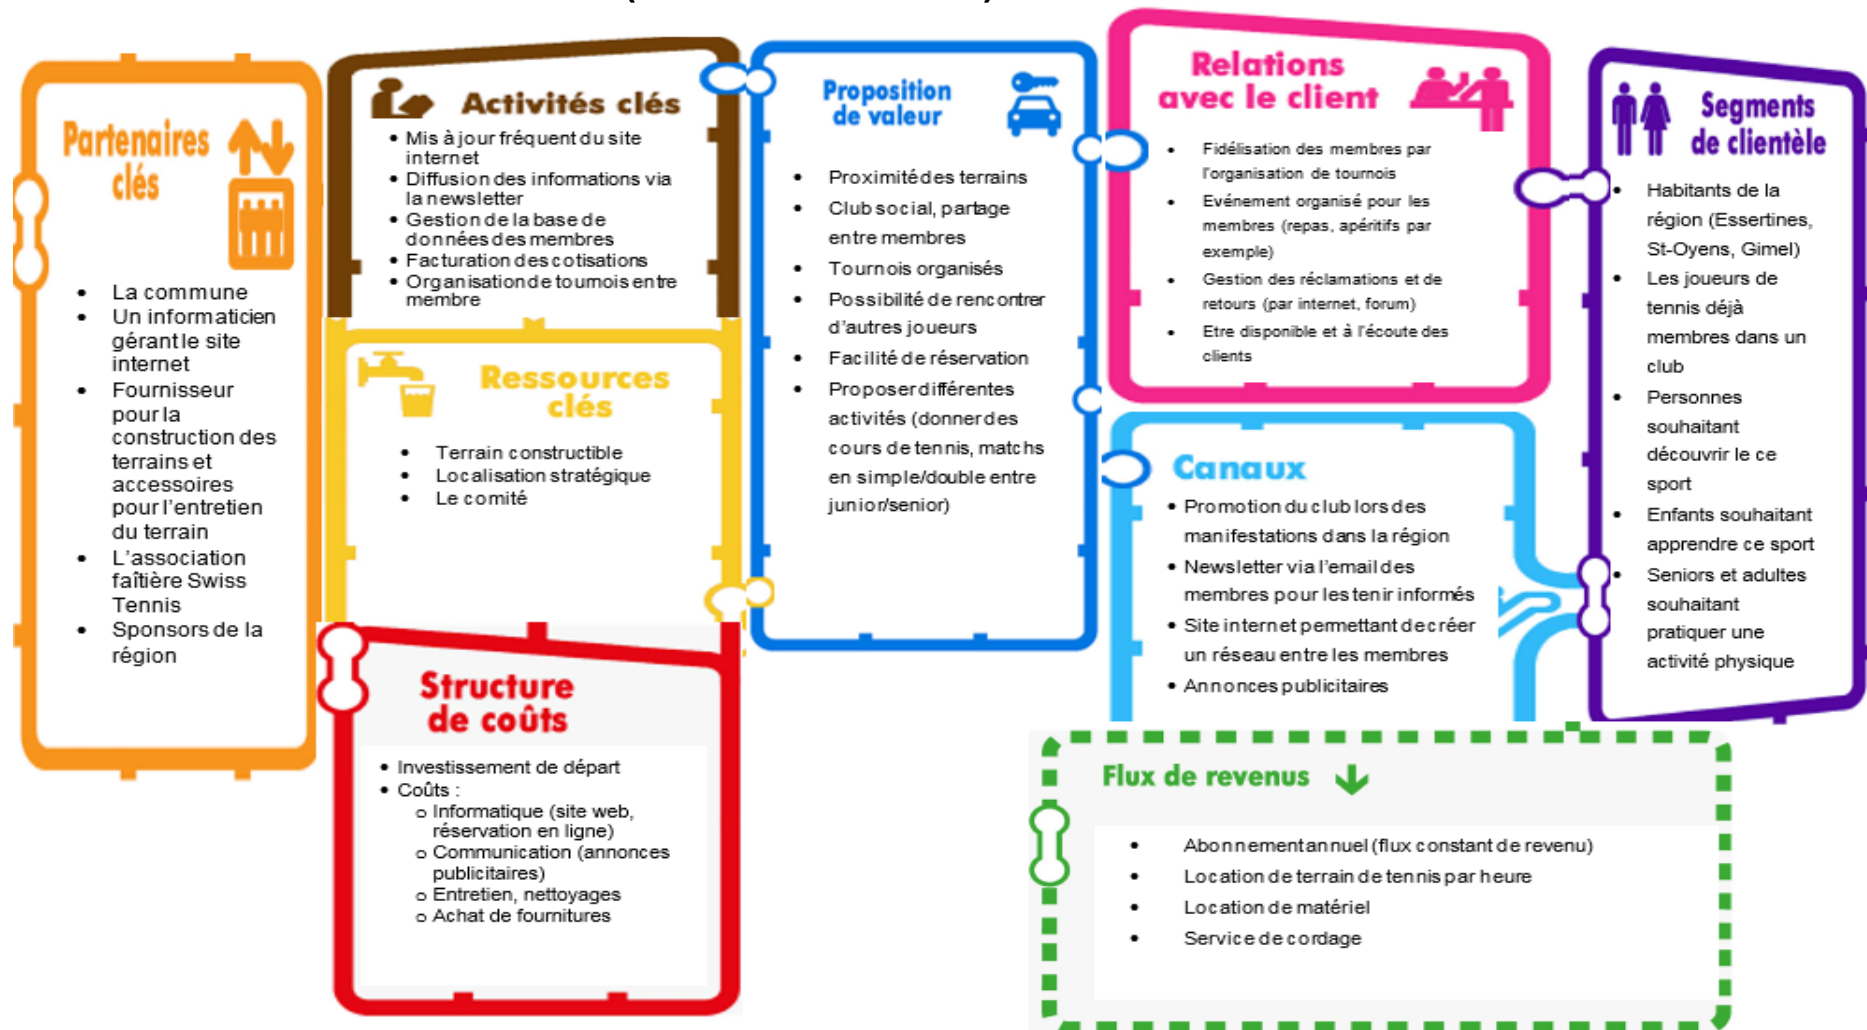 Partenaires
clés
• La commune
• Un informaticien
gérant le site
internet
• Fournisseur
pour la
construction des
terrains et
accessoires
pour l'entretien
du terrain
• L'association
faîtière Swiss
Tennis
• Sponsors de la
région
Activités clés
• Mis à jour fréquent du site
internet
• Diffusion des informations via
la newsletter
• Gestion de la base de
données des membres
• Facturation des cotisations
• Organisation de tournois entre
membre
Ressources
clés
• Terrain constructible
• Localisation stratégique
• Le comité
Structure
de coûts
• Investissement de départ
• Coûts :
o Informatique (site web,
réservation en ligne)
o Communication (annonces
publicitaires)
o Entretien, nettoyages
o Achat de fournitures
Proposition
de valeur
• Proximité des terrains
• Club social, partage
entre membres
• Tournois organisés
• Possibilité de rencontrer
d'autres joueurs
• Facilité de réservation
• Proposer différentes
activités (donner des
cours de tennis, matchs
en simple/double entre
junior/senior)
Relations
avec le client
• Fidélisation des membres par
l'organisation de tournois
• Evénement organisé pour les
membres (repas, apéritifs par
exemple)
• Gestion des réclamations et de
retours (par internet, forum)
• Etre disponible et à l'écoute des
clients
Canaux
• Promotion du club lors des
manifestations dans la région
• Newsletter via l'email des
membres pour les tenir informés
• Site internet permettant de créer
un réseau entre les membres
• Annonces publicitaires
Segments
de clientèle
• Habitants de la
région (Essertines,
St-Oyens, Gimel)
• Les joueurs de
tennis déjà
membres dans un
club
• Personnes
souhaitant
découvrir le ce
sport
• Enfants souhaitant
apprendre ce sport
• Seniors et adultes
souhaitant
pratiquer une
activité physique
Flux de revenus
• Abonnement annuel (flux constant de revenu)
• Location de terrain de tennis par heure
• Location de matériel
• Service de cordage